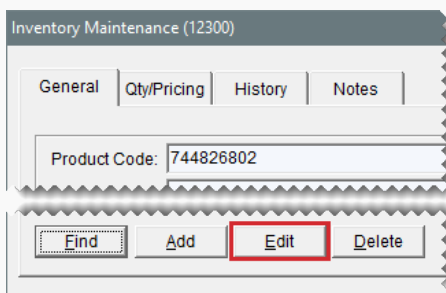 Inventory Maintenance (12300)
General Qty/Pricing History Notes
Product Code: 744826802
Find Add Edit Delete